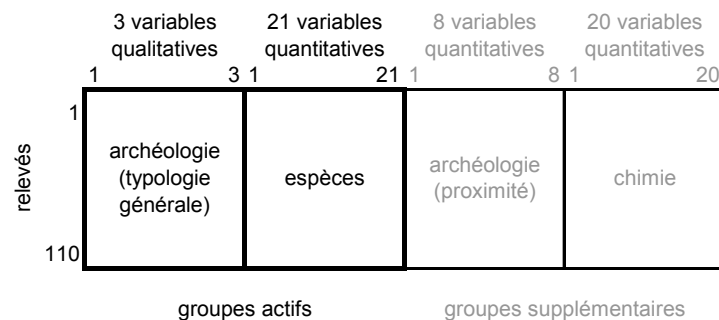 3 variables
qualitatives
21 variables
quantitatives
8 variables
quantitatives
20 variables
quantitatives
1 3 1 21 1 8 1 20
1
relevés
110
archéologie
(typologie
générale)
espèces
archéologie
(proximité)
chimie
groupes actifs
groupes supplémentaires